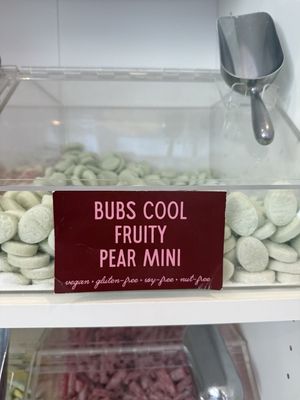 BUBS COOL
FRUITY
PEAR MINI
vegan • gluten-free • soy-free • nut-free